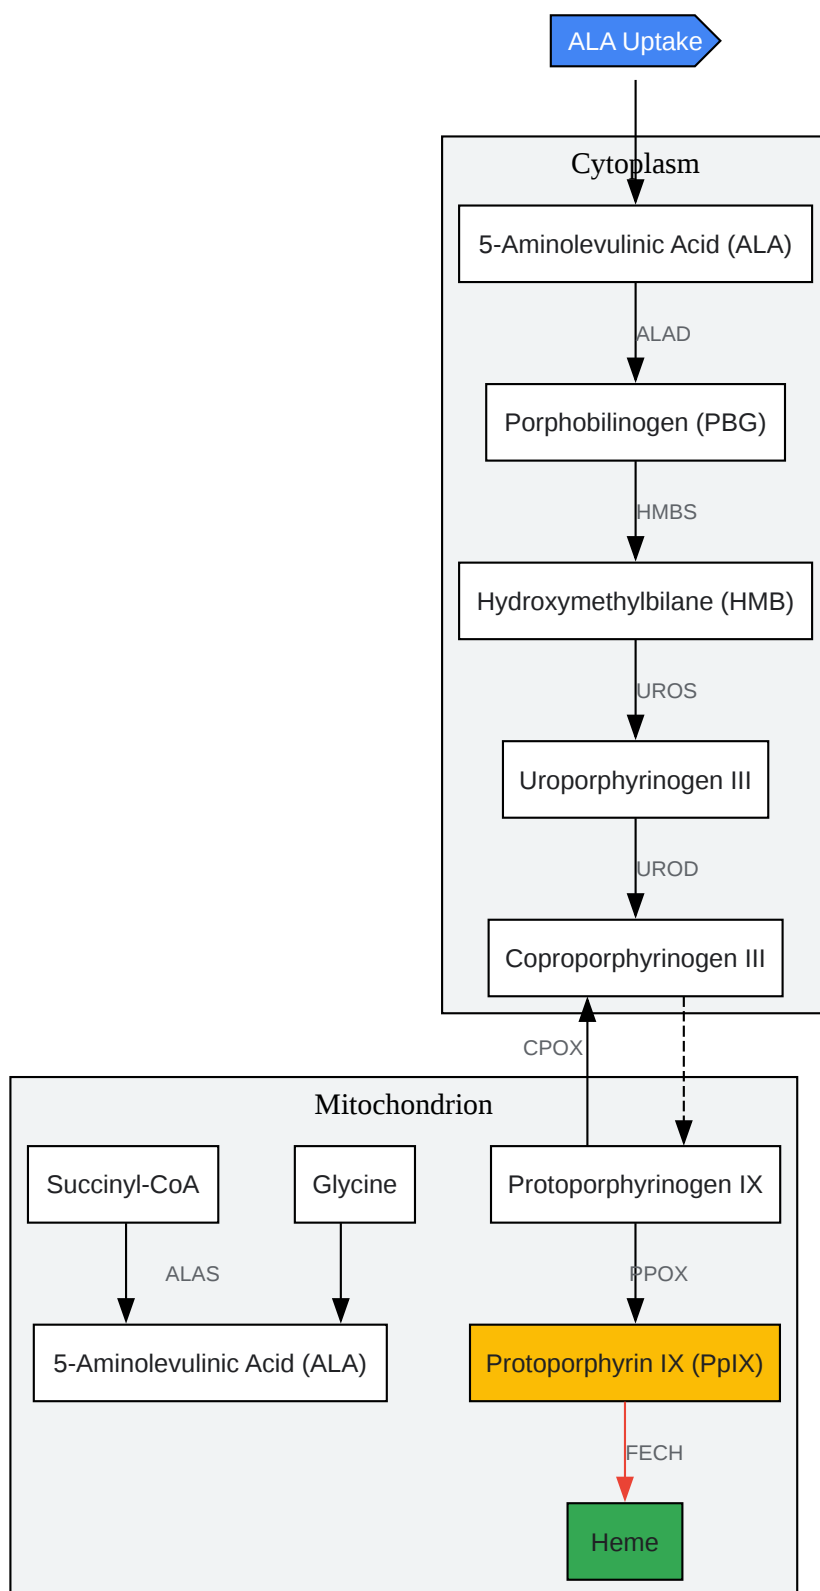 ALA Uptake
Cytoplasm
5-Aminolevulinic Acid (ALA)
ALAD
Porphobilinogen (PBG)
HMBS
Hydroxymethylbilane (HMB)
UROS
Uroporphyrinogen III
UROD
Coproporphyrinogen III
CPOX
Mitochondrion
Succinyl-CoA
Glycine
Protoporphyrinogen IX
ALAS
PPOX
5-Aminolevulinic Acid (ALA)
Protoporphyrin IX (PpIX)
FECH
Heme